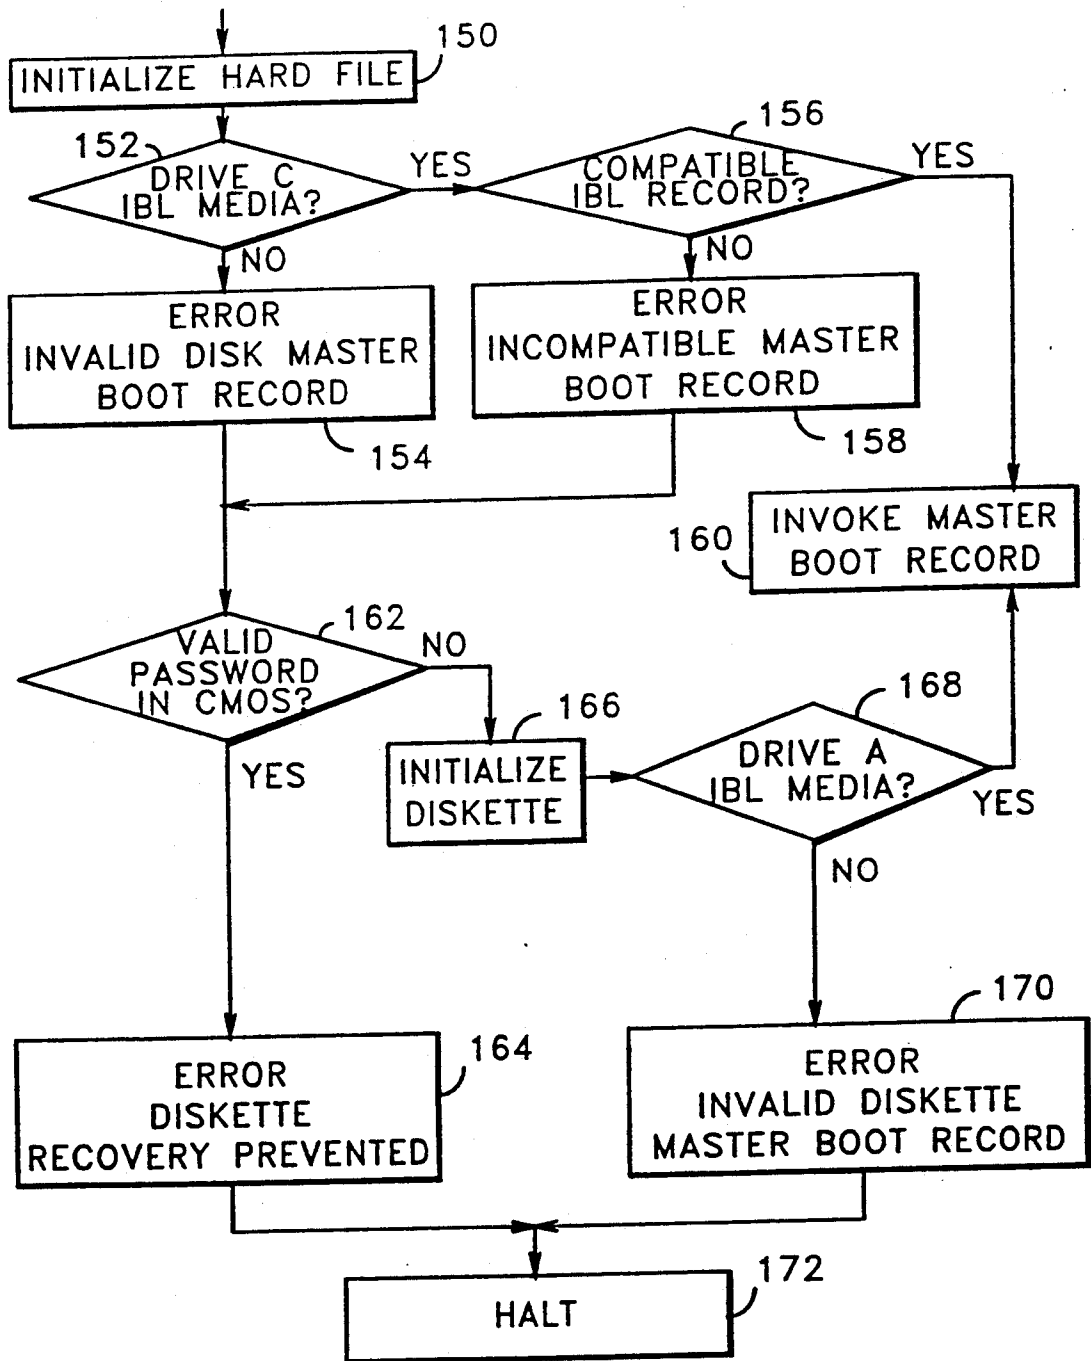 150
INITIALIZE HARD FILE
152
DRIVE C
IBL MEDIA?
YES
156
COMPATIBLE
IBL RECORD?
YES
NO
NO
ERROR
INVALID DISK MASTER
BOOT RECORD
154
ERROR
INCOMPATIBLE MASTER
BOOT RECORD
158
160
INVOKE MASTER
BOOT RECORD
162
VALID
PASSWORD
IN CMOS?
NO
YES
166
INITIALIZE
DISKETTE
168
DRIVE A
IBL MEDIA?
YES
NO
164
ERROR
DISKETTE
RECOVERY PREVENTED
170
ERROR
INVALID DISKETTE
MASTER BOOT RECORD
172
HALT